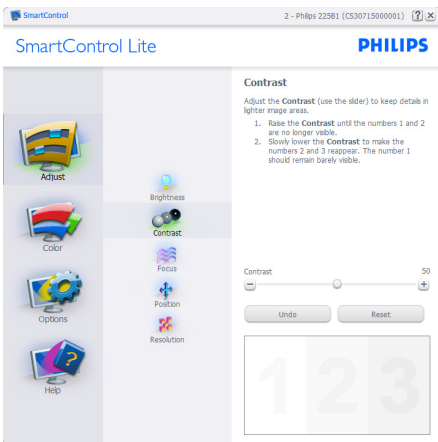 SmartControl
2 - Philips 225B1 (CS30715000001)
SmartControl Lite
PHILIPS
Adjust
Color
Options
Help
Brightness
Contrast
Focus
Position
Resolution
Contrast
Adjust the Contrast (use the slider) to keep details in
lighter image areas.
1. Raise the Contrast until the numbers 1 and 2
are no longer visible.
2. Slowly lower the Contrast to make the
numbers 2 and 3 reappear. The number 1
should remain barely visible.
Contrast 50
Undo Reset
1 2 3